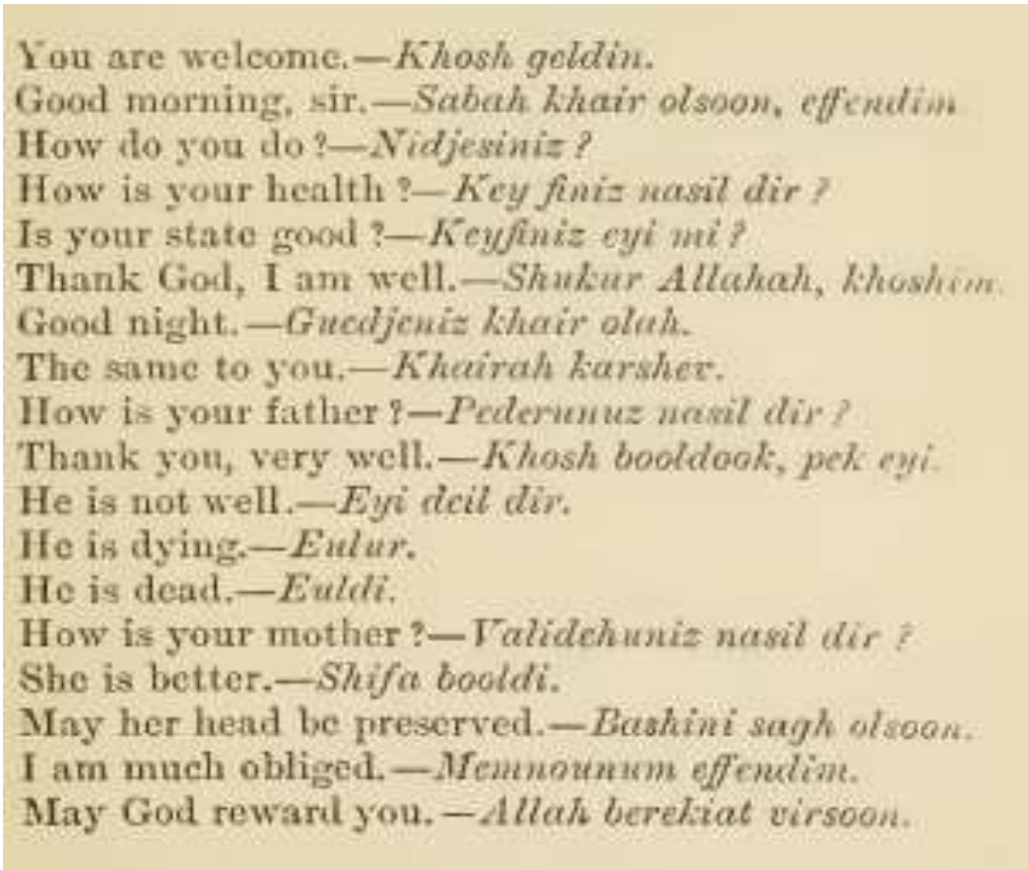 You are welcome.—Khosh geldin.
Good morning, sir.—Sabah khair olsoon, effendim
How do you do?—Nidjesiniz?
How is your health?—Key finiz nasil dir?
Is your state good?—Keyfiniz eyi mi?
Thank God, I am well.—Shukur Allahah, khoshim.
Good night.—Guedjeniz khair olah.
The same to you.—Khairah karsher.
How is your father?—Pederunuz nasil dir?
Thank you, very well.—Khosh booldook, pek eyi.
He is not well.—Eyi deil dir.
He is dying.—Eulur.
He is dead.—Euldi.
How is your mother?—Validehuniz nasil dir?
She is better.—Shifa booldi.
May her head be preserved.—Bashini sagh olsoon.
I am much obliged.—Memnounum effendim.
May God reward you.—Allah berekiat virsoon.